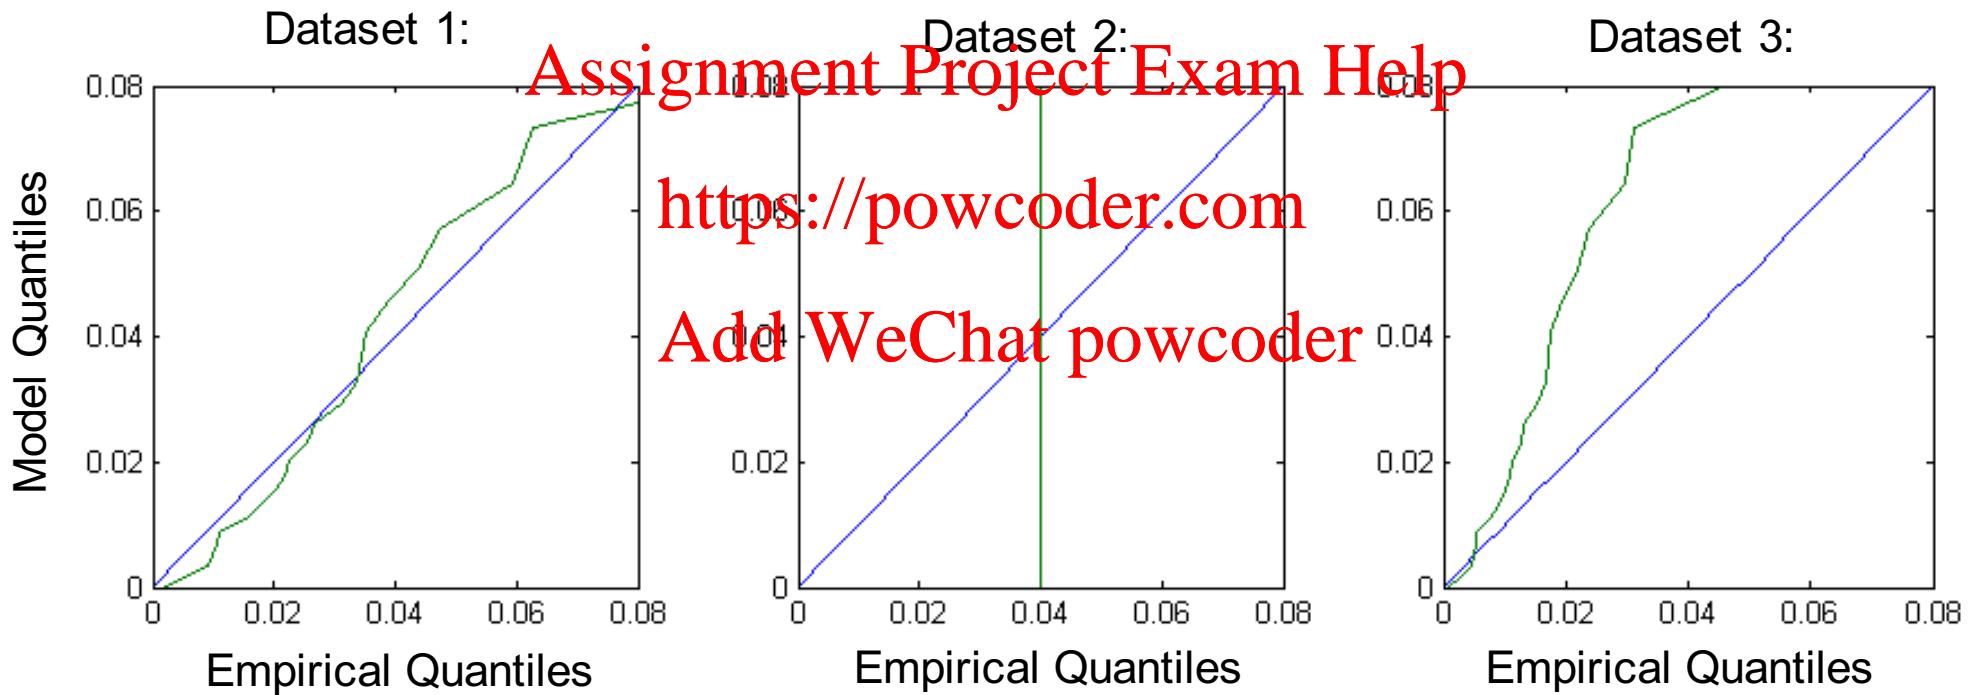 Dataset 1:
Dataset 2:
Dataset 3:
Assignment Project Exam Help
https://powcoder.com
Add WeChat powcoder
Model Quantiles
0.08
0.06
0.04
0.02
0
0 0.02 0.04 0.06 0.08
Empirical Quantiles
0.08
0.06
0.04
0.02
0
0 0.02 0.04 0.06 0.08
Empirical Quantiles
0.08
0.06
0.04
0.02
0
0 0.02 0.04 0.06 0.08
Empirical Quantiles